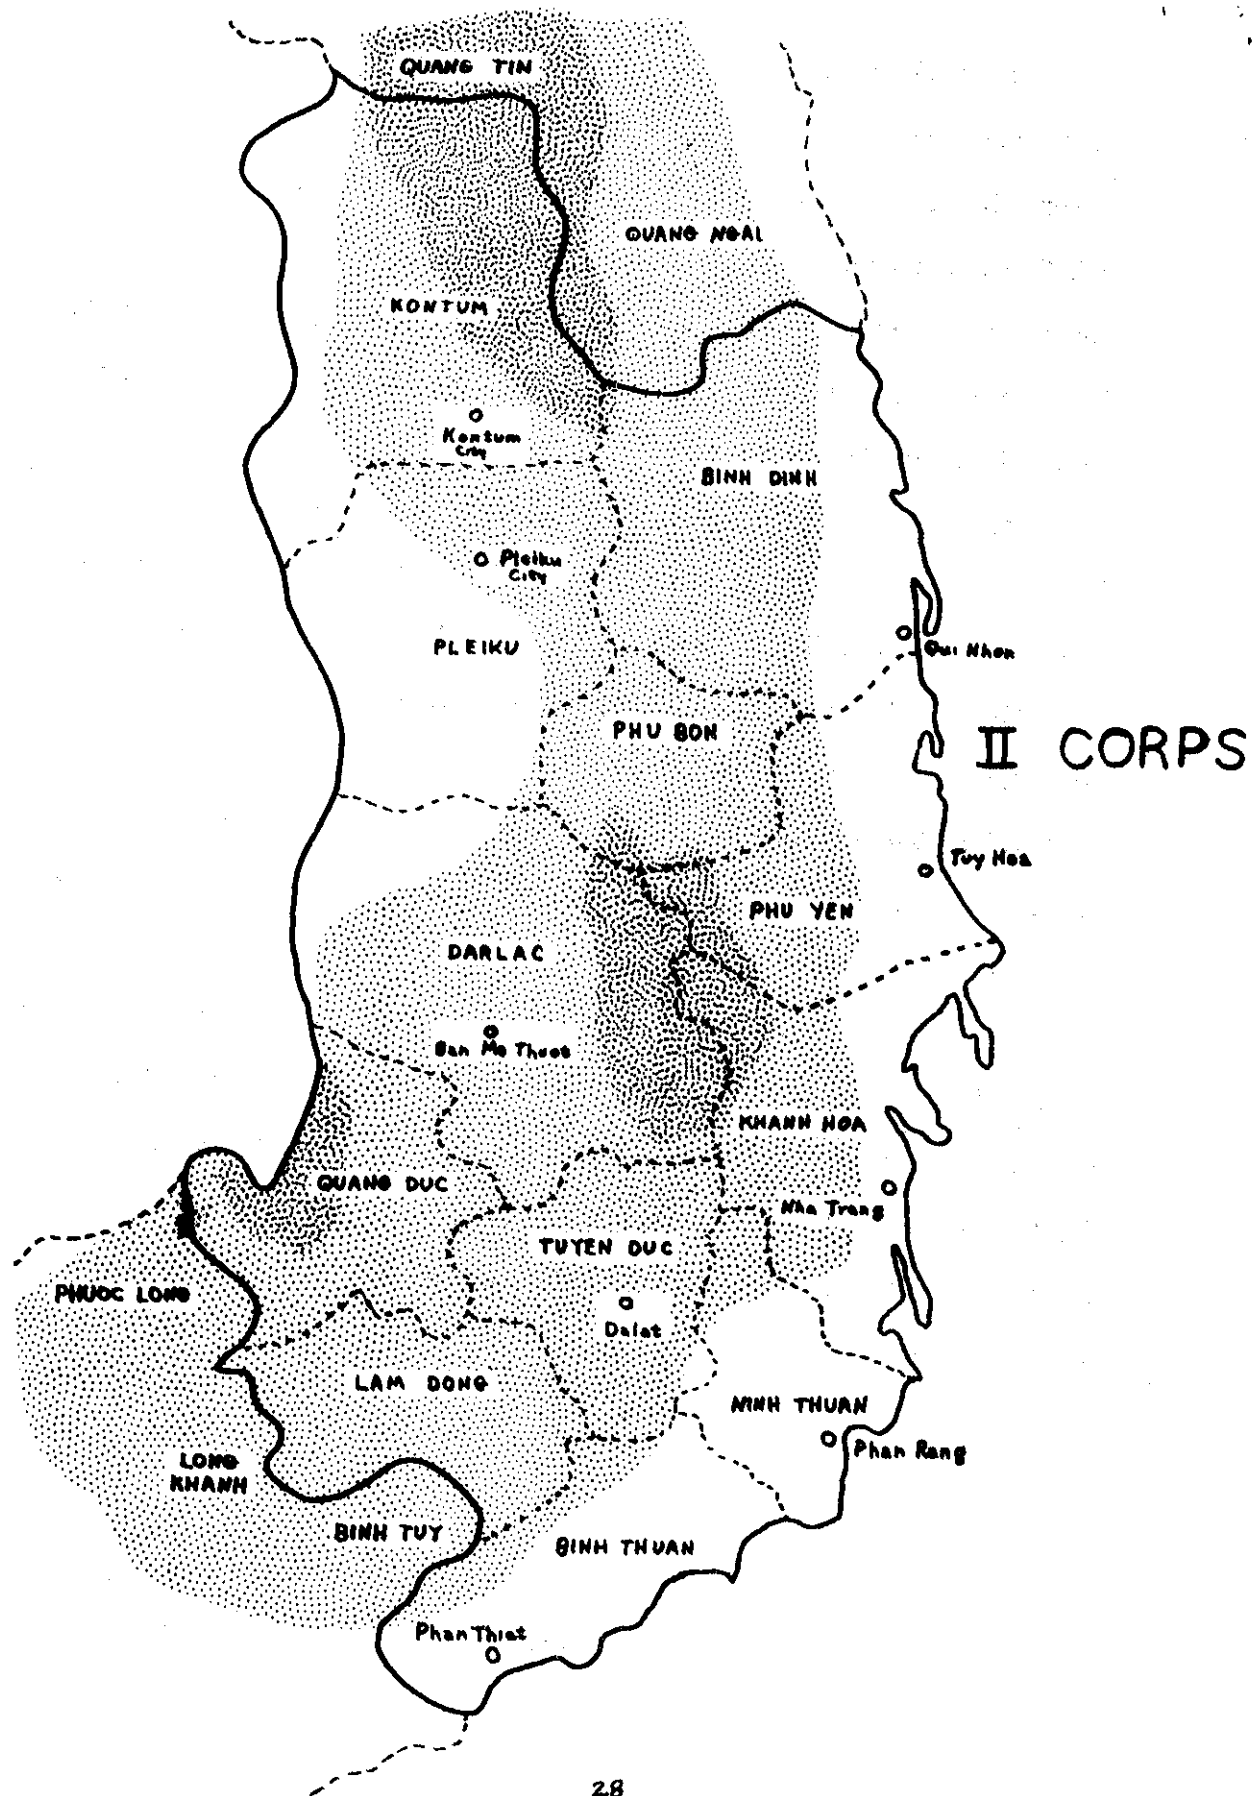 QUANG TIN
QUANG NGAI
KONTUM
Kontum
City
BINH DINH
Pleiku
City
PLEIKU
Qui Nhon
PHU BON
II CORPS
Tuy Hoa
PHU YEN
DARLAC
Ban Me Thuot
KHANH HOA
QUANG DUC
Nha Trang
TUYEN DUC
PHUOC LONG
Dalat
LAM DONG
NINH THUAN
Phan Rang
LONG
KHANH
BINH TUY
BINH THUAN
Phan Thiet
28